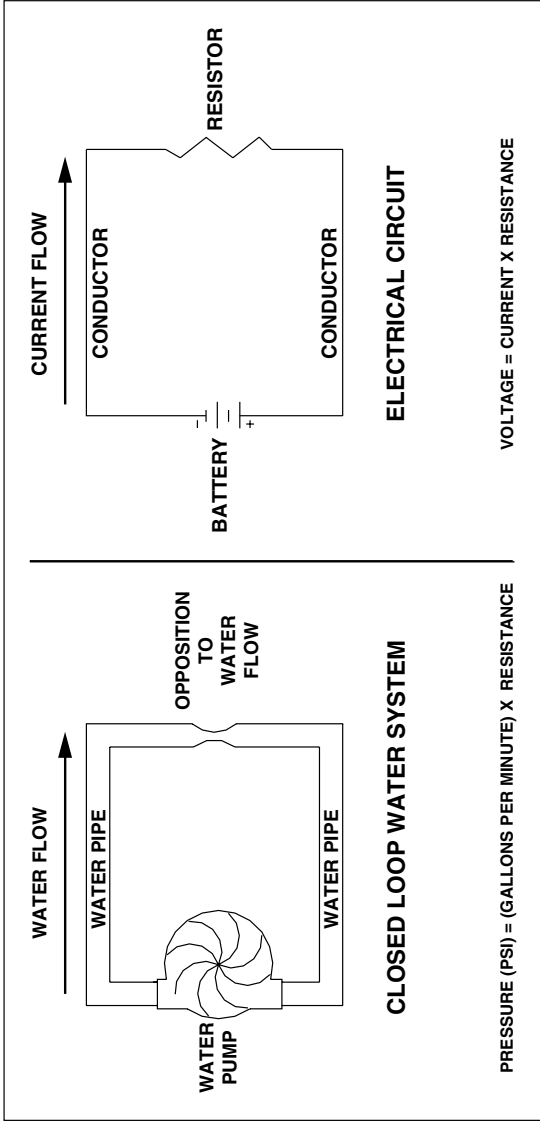 WATER FLOW
WATER PIPE
OPPOSITION
TO
WATER
FLOW
WATER
PUMP
WATER PIPE
CLOSED LOOP WATER SYSTEM
PRESSURE (PSI) = (GALLONS PER MINUTE) X RESISTANCE
CURRENT FLOW
CONDUCTOR
RESISTOR
BATTERY
-
+
CONDUCTOR
ELECTRICAL CIRCUIT
VOLTAGE = CURRENT X RESISTANCE